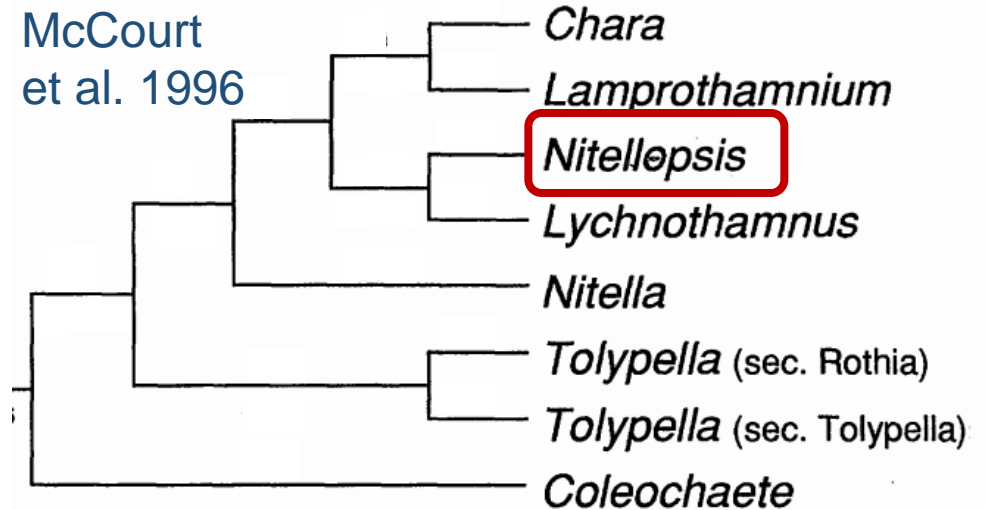 McCourt
et al. 1996
Chara
Lamprothamnium
Nitellopsis
Lychnothamnus
Nitella
Tolypella (sec. Rothia)
Tolypella (sec. Tolypella)
Coleochaete